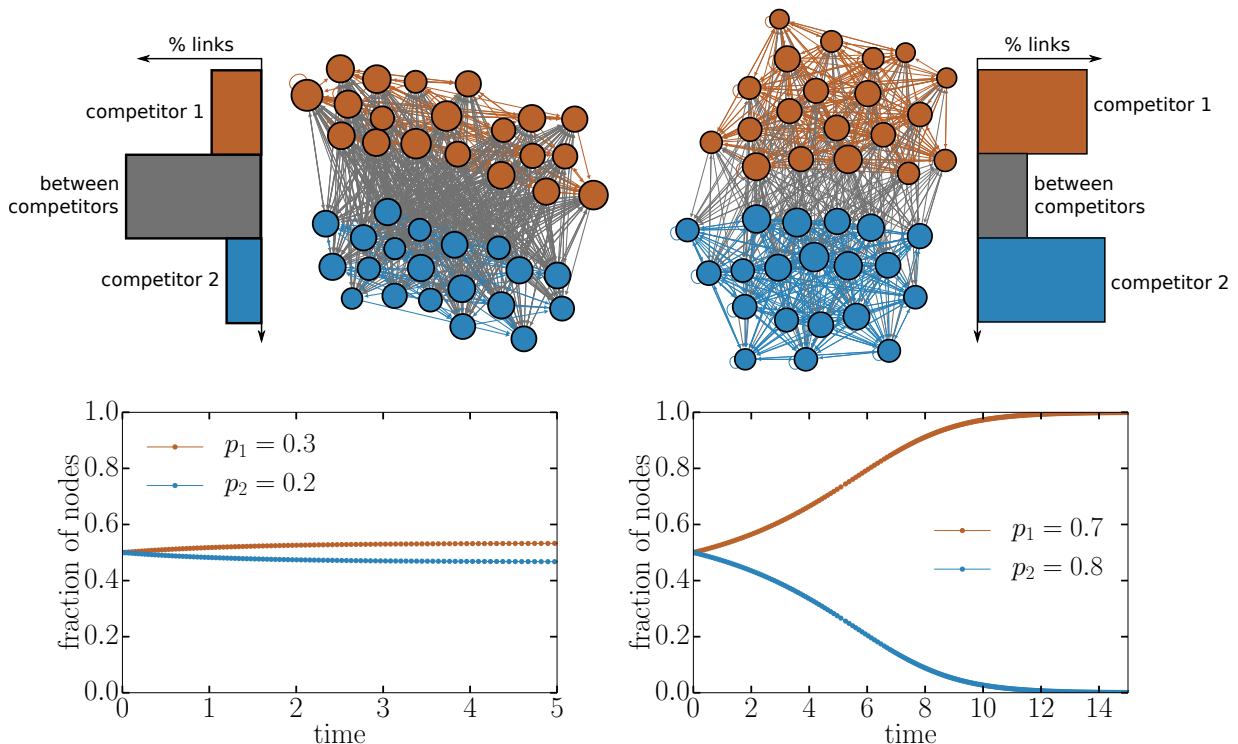 % links
competitor 1
between
competitors
competitor 2
% links
competitor 1
between
competitors
competitor 2
1.0
0.8
0.6
0.4
0.2
0.0
fraction of nodes
p₁ = 0.3
p₂ = 0.2
0 1 2 3 4 5
time
1.0
0.8
0.6
0.4
0.2
0.0
fraction of nodes
p₁ = 0.7
p₂ = 0.8
0 2 4 6 8 10 12 14
time